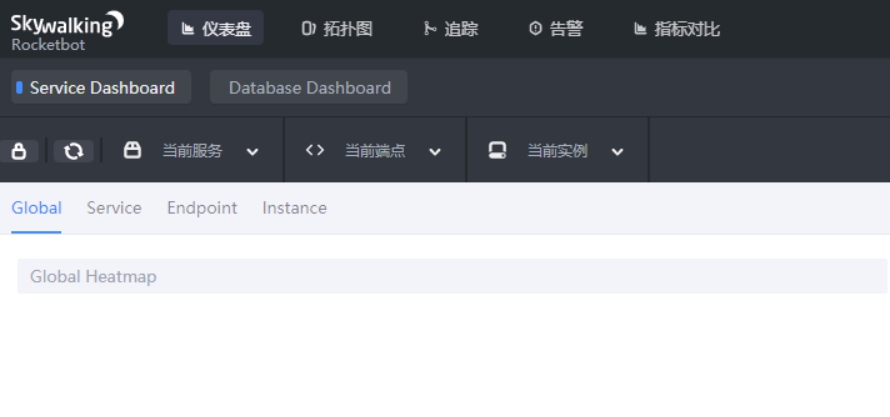 Skywalking
Rocketbot
仪表盘 拓扑图 追踪 告警 指标对比
Service Dashboard Database Dashboard
当前服务 当前端点 当前实例
Global Service Endpoint Instance
Global Heatmap